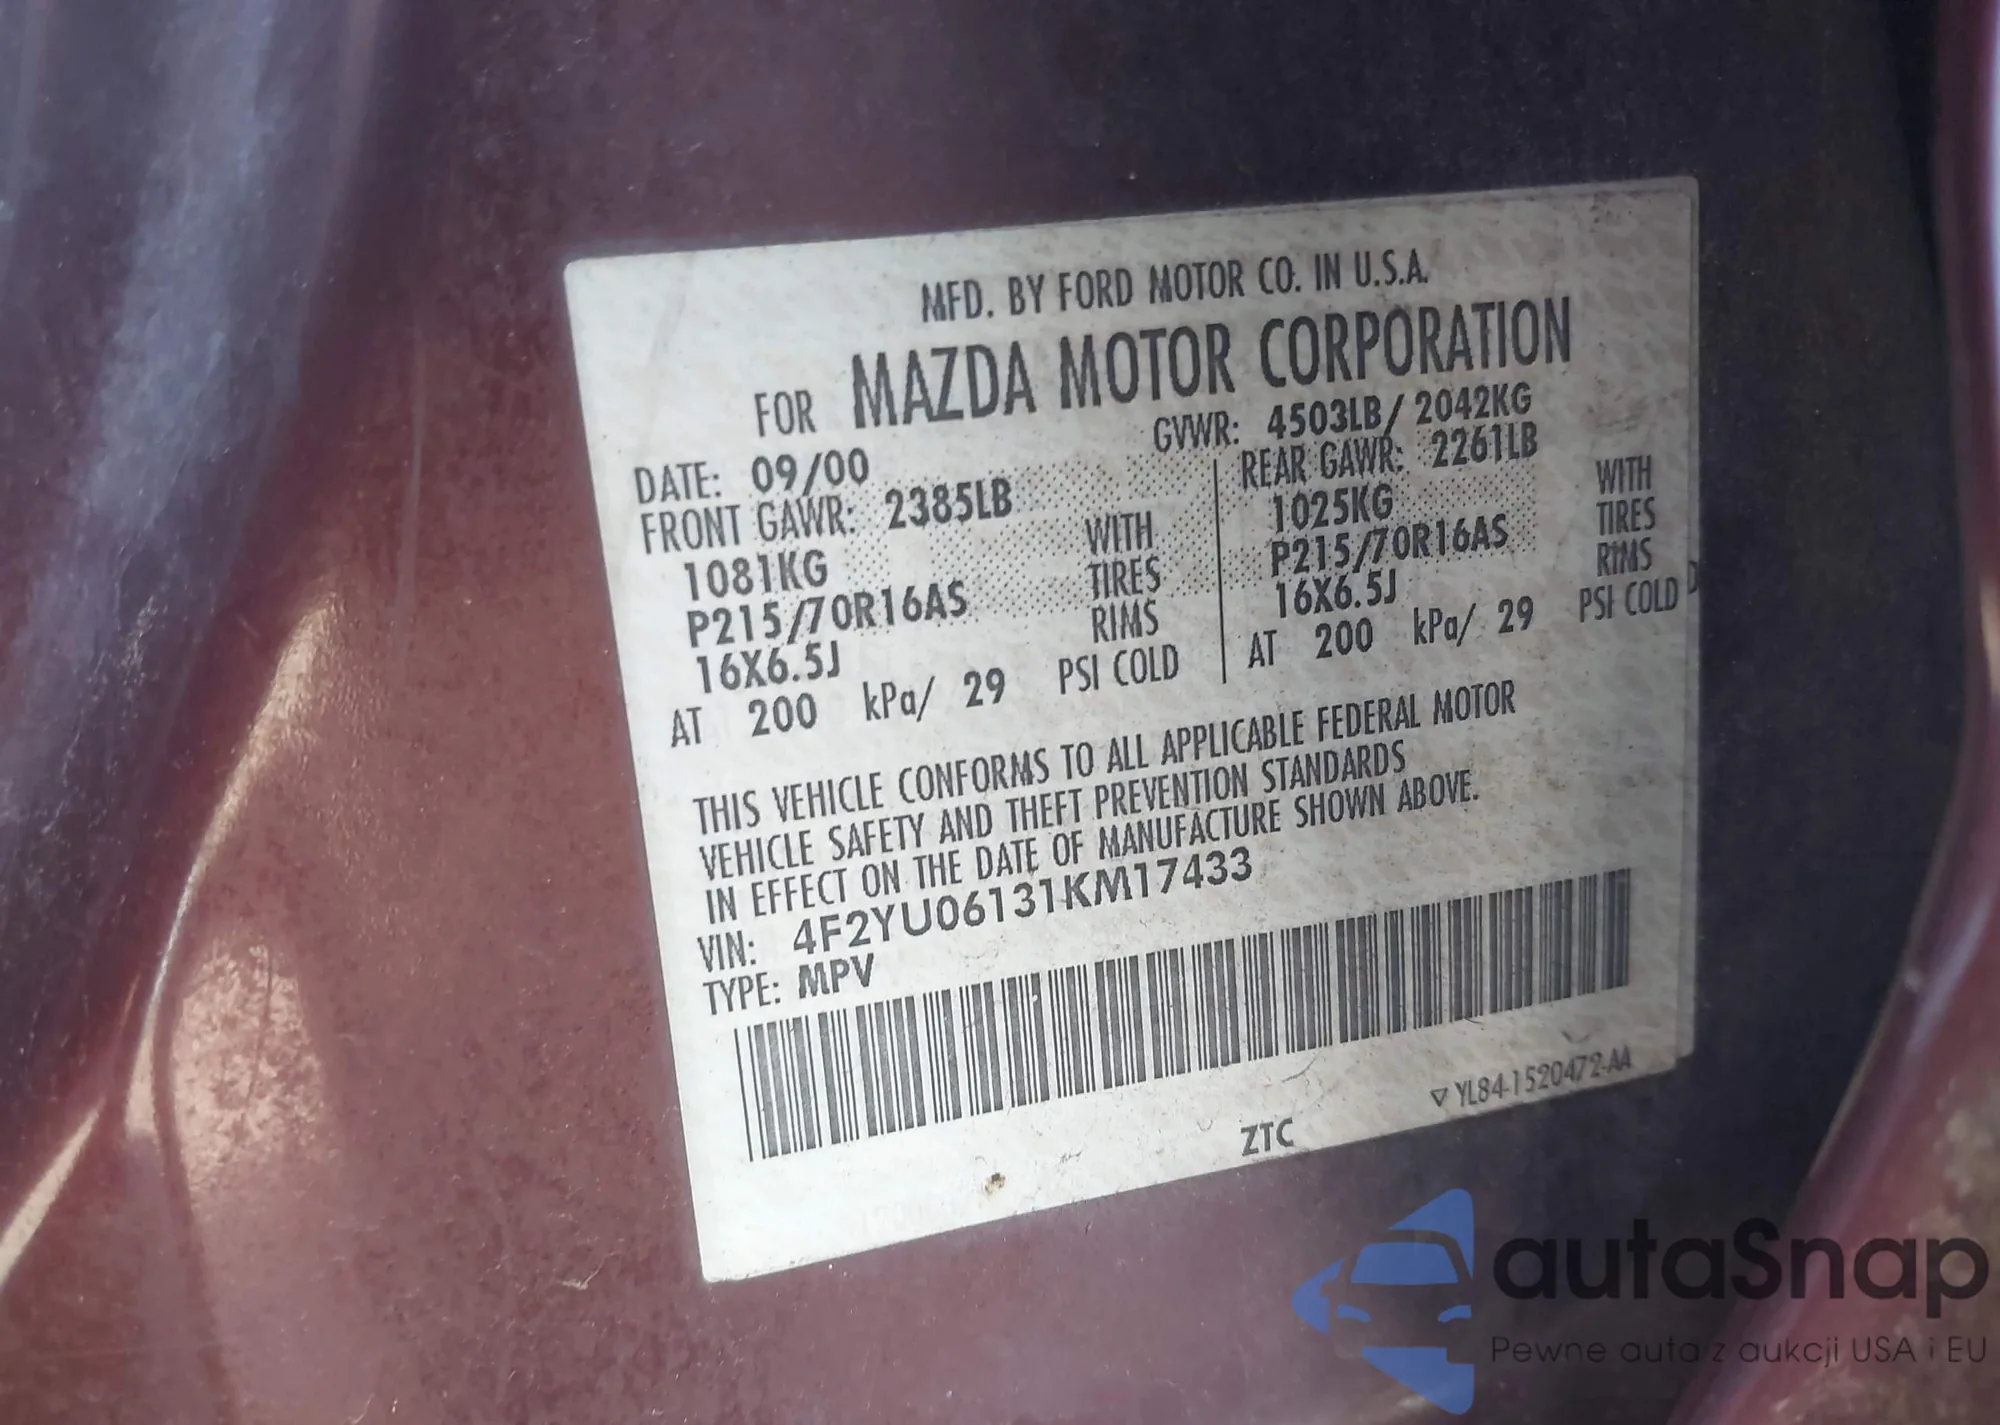 MFD. BY FORD MOTOR CO. IN U.S.A.
FOR MAZDA MOTOR CORPORATION
DATE: 09/00 GVWR: 4503LB/ 2042KG
FRONT GAWR: 2385LB REAR GAWR: 2261LB
1081KG WITH 1025KG WITH
P215/70R16AS TIRES P215/70R16AS TIRES
16X6.5J RIMS 16X6.5J RIMS
AT 200 kPa/ 29 PSI COLD AT 200 kPa/ 29 PSI COLD
THIS VEHICLE CONFORMS TO ALL APPLICABLE FEDERAL MOTOR
VEHICLE SAFETY AND THEFT PREVENTION STANDARDS
IN EFFECT ON THE DATE OF MANUFACTURE SHOWN ABOVE.
VIN: 4F2YU06131KM17433
TYPE: MPV
YL84-1520472-AA
ZTC
autaSnap
Pewne auta z aukcji USA i EU